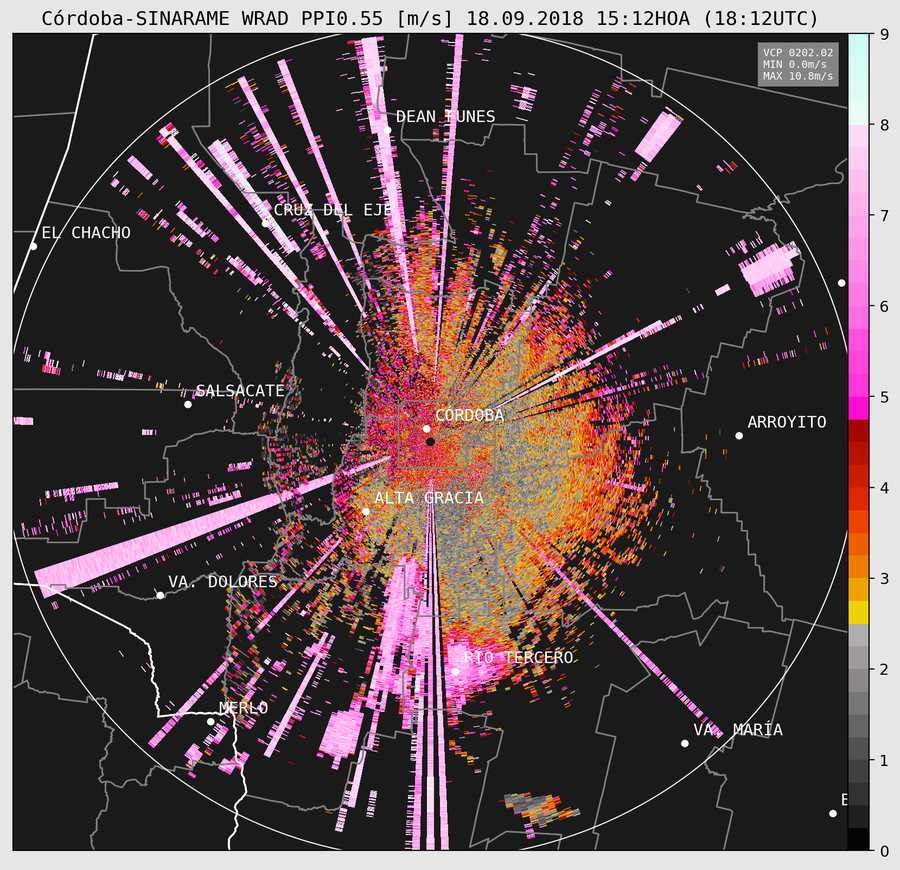 Córdoba-SINARAME WRAD PPI0.55 [m/s] 18.09.2018 15:12HOA (18:12UTC)
VCP 0202.02
MIN 0.0m/s
MAX 10.8m/s
9
8
7
6
5
4
3
2
1
0
DEAN FUNES
CRUZ DEL EJE
EL CHACHO
SALSACATE
CÓRDOBA
ARROYITO
ALTA GRACIA
VA. DOLORES
RÍO TERCERO
MERLO
VA. MARÍA